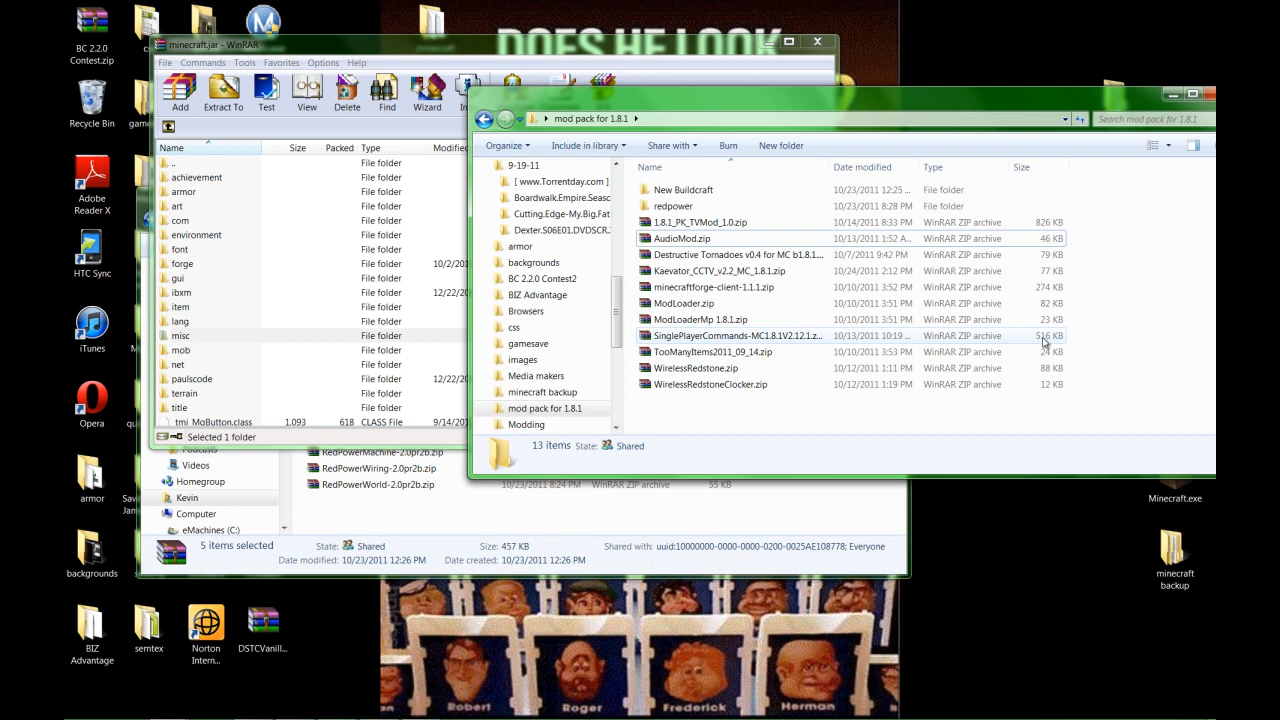 DOES HE LOOK
BC 2.2.0
Contest.zip
Recycle Bin
Adobe
Reader X
HTC Sync
iTunes
Opera
armor
backgrounds
BIZ
Advantage
semtex
Norton
Intern...
DSTCVanill...
Minecraft.exe
minecraft
backup
minecraft.jar - WinRAR
File Commands Tools Favorites Options Help
Add Extract To Test View Delete Find Wizard
Name Size Packed Type Modified
.. File folder
achievement File folder
armor File folder
art File folder
com File folder
environment File folder
font File folder
forge File folder 10/2/201
gui File folder
ibxm File folder 12/22/20
item File folder
lang File folder
misc File folder
mob File folder
net File folder
paulscode File folder 12/22/20
terrain File folder
title File folder
_tmi_MgButton.class 1,093 618 CLASS File 9/14/201
Selected 1 folder
mod pack for 1.8.1
Search mod pack for 1.8.1
Organize Include in library Share with Burn New folder
9-19-11
[ www.Torrentday.com ]
Boardwalk.Empire.Seasc
Cutting.Edge-My.Big.Fat
Dexter.S06E01.DVDSCR.
armor
backgrounds
BC 2.2.0 Contest2
BIZ Advantage
Browsers
css
gamesave
images
Media makers
minecraft backup
mod pack for 1.8.1
Modding
Name Date modified Type Size
New Buildcraft 10/23/2011 12:25 ... File folder
redpower 10/23/2011 8:28 PM File folder
1.8.1_PK_TVMod_1.0.zip 10/14/2011 8:33 PM WinRAR ZIP archive 826 KB
AudioMod.zip 10/13/2011 1:52 A... WinRAR ZIP archive 46 KB
Destructive Tornadoes v0.4 for MC b1.8.1.... 10/7/2011 9:42 PM WinRAR ZIP archive 79 KB
Kaevator_CCTV_v2.2_MC_1.8.1.zip 10/24/2011 2:12 PM WinRAR ZIP archive 77 KB
minecraftforge-client-1.1.1.zip 10/10/2011 3:52 PM WinRAR ZIP archive 274 KB
ModLoader.zip 10/10/2011 3:51 PM WinRAR ZIP archive 82 KB
ModLoaderMp 1.8.1.zip 10/10/2011 3:51 PM WinRAR ZIP archive 23 KB
SinglePlayerCommands-MC1.8.1V2.12.1.z... 10/13/2011 10:19 ... WinRAR ZIP archive 516 KB
TooManyItems2011_09_14.zip 10/10/2011 3:53 PM WinRAR ZIP archive 24 KB
WirelessRedstone.zip 10/12/2011 1:11 PM WinRAR ZIP archive 88 KB
WirelessRedstoneClocker.zip 10/12/2011 1:19 PM WinRAR ZIP archive 12 KB
13 items State: Shared
Podcasts
Videos
Homegroup
Kevin
Computer
eMachines (C:)
RedPowerMachine-2.0pr2b.zip
RedPowerWiring-2.0pr2b.zip
RedPowerWorld-2.0pr2b.zip 10/23/2011 8:24 PM WinRAR ZIP archive 55 KB
5 items selected State: Shared Size: 457 KB Shared with: uuid:10000000-0000-0000-0200-0025AE108778; Everyone
Date modified: 10/23/2011 12:26 PM Date created: 10/23/2011 12:26 PM
Robert Roger Frederick Herman